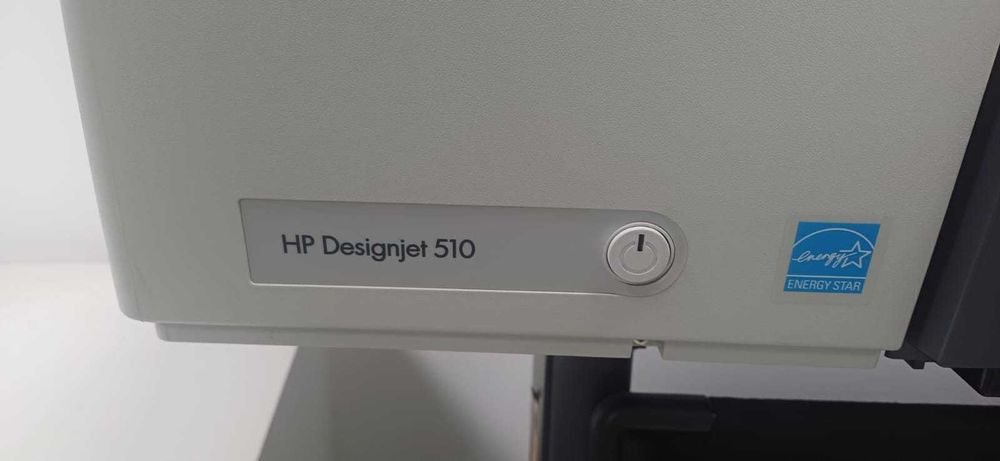 HP Designjet 510
energy
ENERGY STAR